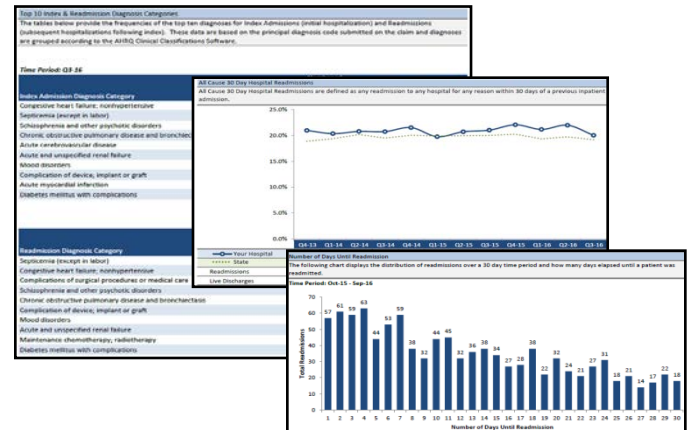 Top 10 Index & Readmission Diagnosis Categories
The tables below provide the frequencies of the top ten diagnoses for Index Admissions (initial hospitalization) and Readmissions
(subsequent hospitalizations following index). These data are based on the principal diagnosis code submitted on the claim and diagnoses
are grouped according to the AHRQ Clinical Classifications Software.
Time Period: Q3-16
Index Admission Diagnosis Category
Congestive heart failure; nonhypertensive
Septicemia (except in labor)
Schizophrenia and other psychotic disorders
Chronic obstructive pulmonary disease and bronchiec
Acute cerebrovascular disease
Acute and unspecified renal failure
Mood disorders
Complication of device; implant or graft
Acute myocardial infarction
Diabetes mellitus with complications
Readmission Diagnosis Category
Septicemia (except in labor)
Congestive heart failure; nonhypertensive
Complications of surgical procedures or medical care
Schizophrenia and other psychotic disorders
Chronic obstructive pulmonary disease and bronchiectasis
Complication of device; implant or graft
Mood disorders
Acute and unspecified renal failure
Maintenance chemotherapy; radiotherapy
Diabetes mellitus with complications
All Cause 30 Day Hospital Readmissions
All Cause 30 Day Hospital Readmissions are defined as any readmission to any hospital for any reason within 30 days of a previous inpatient
admission.
25.0%
20.0%
15.0%
10.0%
5.0%
0.0%
Q4-13 Q1-14 Q2-14 Q3-14 Q4-14 Q1-15 Q2-15 Q3-15 Q4-15 Q1-16 Q2-16 Q3-16
Your Hospital
State
Readmissions
Live Discharges
Number of Days Until Readmission
The following chart displays the distribution of readmissions over a 30 day time period and how many days elapsed until a patient was
readmitted.
Time Period: Oct-15 - Sep-16
Total Readmissions
70
60
50
40
30
20
10
0
57 61 59 63 44 53 59 38 32 44 45 32 36 38 34 27 28 38 22 32 24 21 27 31 18 21 14 17 22 18
1 2 3 4 5 6 7 8 9 10 11 12 13 14 15 16 17 18 19 20 21 22 23 24 25 26 27 28 29 30
Number of Days Until Readmission